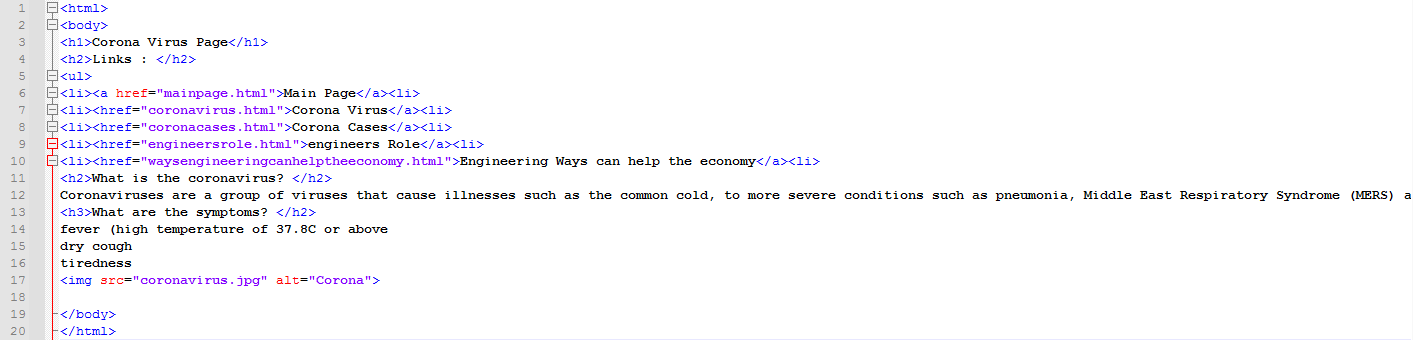 1 <html>
2 <body>
3 <h1>Corona Virus Page</h1>
4 <h2>Links : </h2>
5 <ul>
6 <li><a href="mainpage.html">Main Page</a><li>
7 <li><href="coronavirus.html">Corona Virus</a><li>
8 <li><href="coronacases.html">Corona Cases</a><li>
9 <li><href="engineersrole.html">engineers Role</a><li>
10 <li><href="waysengineeringcanhelptheeconomy.html">Engineering Ways can help the economy</a><li>
11 <h2>What is the coronavirus? </h2>
12 Coronaviruses are a group of viruses that cause illnesses such as the common cold, to more severe conditions such as pneumonia, Middle East Respiratory Syndrome (MERS) a
13 <h3>What are the symptoms? </h2>
14 fever (high temperature of 37.8C or above
15 dry cough
16 tiredness
17 <img src="coronavirus.jpg" alt="Corona">
18
19 </body>
20 </html>